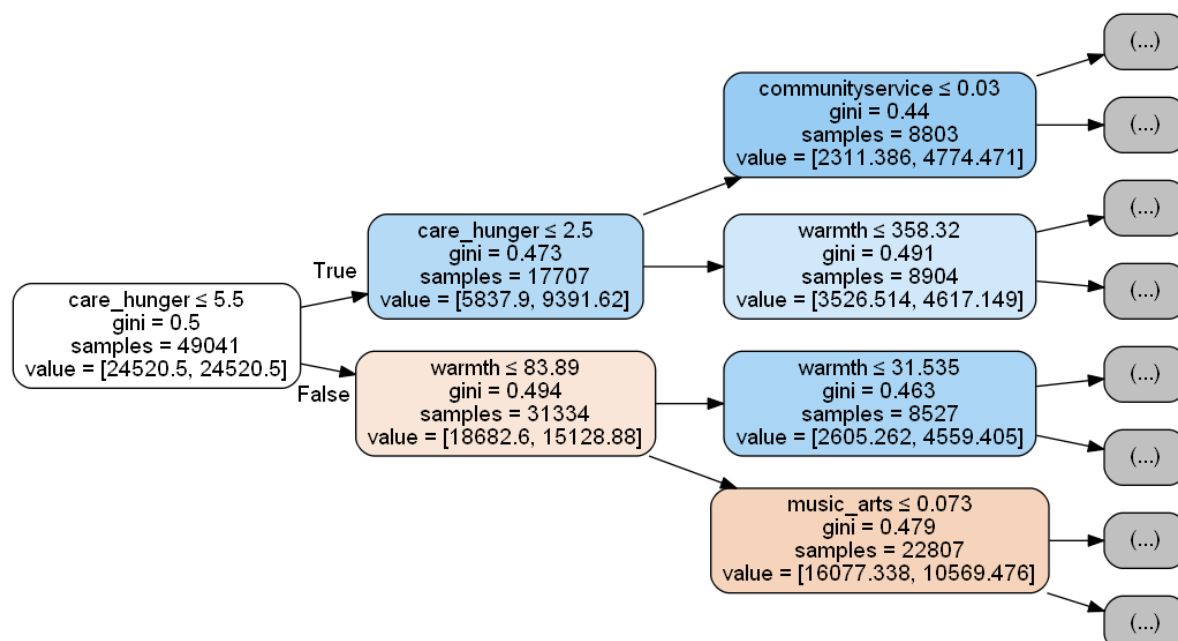 care_hunger ≤ 5.5
gini = 0.5
samples = 49041
value = [24520.5, 24520.5]
True
False
care_hunger ≤ 2.5
gini = 0.473
samples = 17707
value = [5837.9, 9391.62]
warmth ≤ 83.89
gini = 0.494
samples = 31334
value = [18682.6, 15128.88]
communityservice ≤ 0.03
gini = 0.44
samples = 8803
value = [2311.386, 4774.471]
warmth ≤ 358.32
gini = 0.491
samples = 8904
value = [3526.514, 4617.149]
warmth ≤ 31.535
gini = 0.463
samples = 8527
value = [2605.262, 4559.405]
music_arts ≤ 0.073
gini = 0.479
samples = 22807
value = [16077.338, 10569.476]
(...)
(...)
(...)
(...)
(...)
(...)
(...)
(...)